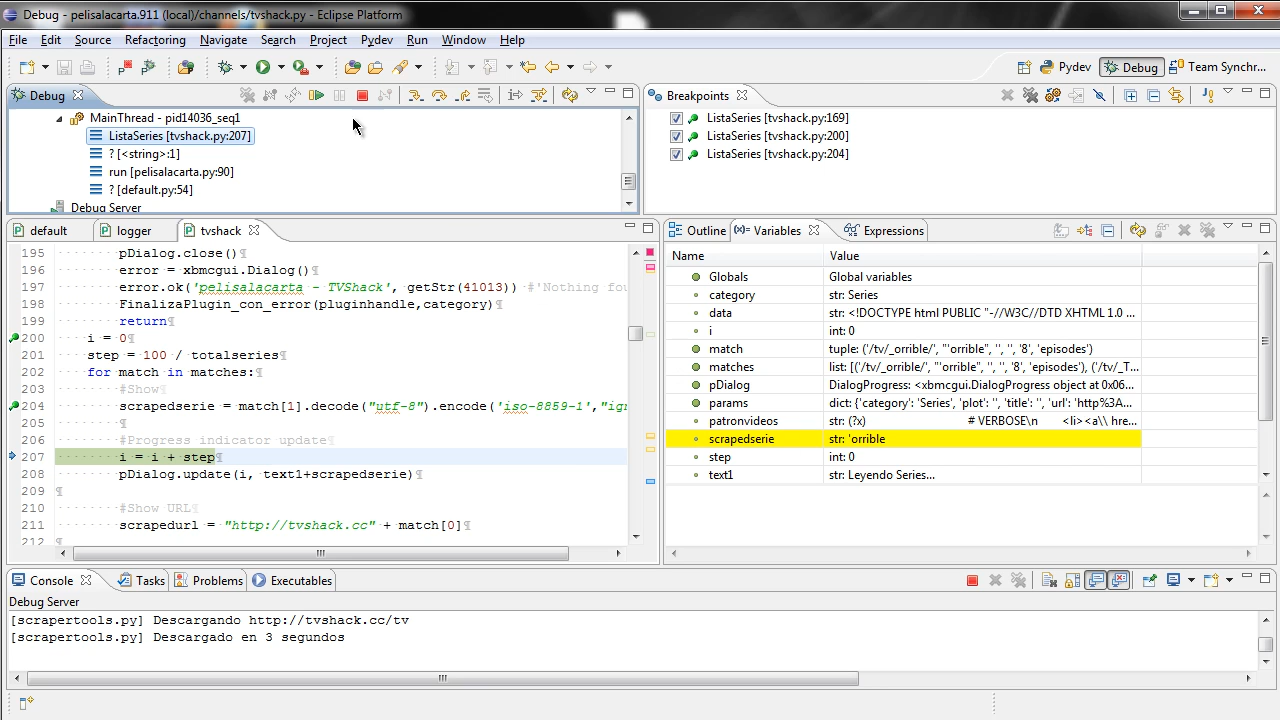 Debug - pelisalacarta.911 (local)/channels/tvshack.py - Eclipse Platform
File Edit Source Refactoring Navigate Search Project Pydev Run Window Help
Pydev Debug Team Synchr...
Debug
MainThread - pid14036_seq1
ListaSeries [tvshack.py:207]
? [<string>:1]
run [pelisalacarta.py:90]
? [default.py:54]
Debug Server
Breakpoints
ListaSeries [tvshack.py:169]
ListaSeries [tvshack.py:200]
ListaSeries [tvshack.py:204]
default logger tvshack
195 pDialog.close()¶
196 error = xbmcgui.Dialog()¶
197 error.ok('pelisalacarta - TVShack', getStr(41013)) #'Nothing fou
198 FinalizaPlugin_con_error(pluginhandle,category)¶
199 return¶
200 i = 0¶
201 step = 100 / totalseries¶
202 for match in matches:¶
203 #Show¶
204 scrapedserie = match[1].decode("utf-8").encode('iso-8859-1',"ign
205 ¶
206 #Progress indicator update¶
207 i = i + step¶
208 pDialog.update(i, text1+scrapedserie)¶
209 ¶
210 #Show URL¶
211 scrapedurl = "http://tvshack.cc" + match[0]¶
212 ¶
Outline Variables Expressions
Name Value
Globals Global variables
category str: Series
data str: <!DOCTYPE html PUBLIC "-//W3C//DTD XHTML 1.0 ...
i int: 0
match tuple: ('/tv/_orrible/', "'orrible", '', '', '8', 'episodes')
matches list: [('/tv/_orrible/', "'orrible", '', '', '8', 'episodes'), ('/tv/_T...
pDialog DialogProgress: <xbmcgui.DialogProgress object at 0x06...
params dict: {'category': 'Series', 'plot': '', 'title': '', 'url': 'http%3A...
patronvideos str: (?x) # VERBOSE\n <li><a\\ hre...
scrapedserie str: 'orrible
step int: 0
text1 str: Leyendo Series...
Console Tasks Problems Executables
Debug Server
[scrapertools.py] Descargando http://tvshack.cc/tv
[scrapertools.py] Descargado en 3 segundos